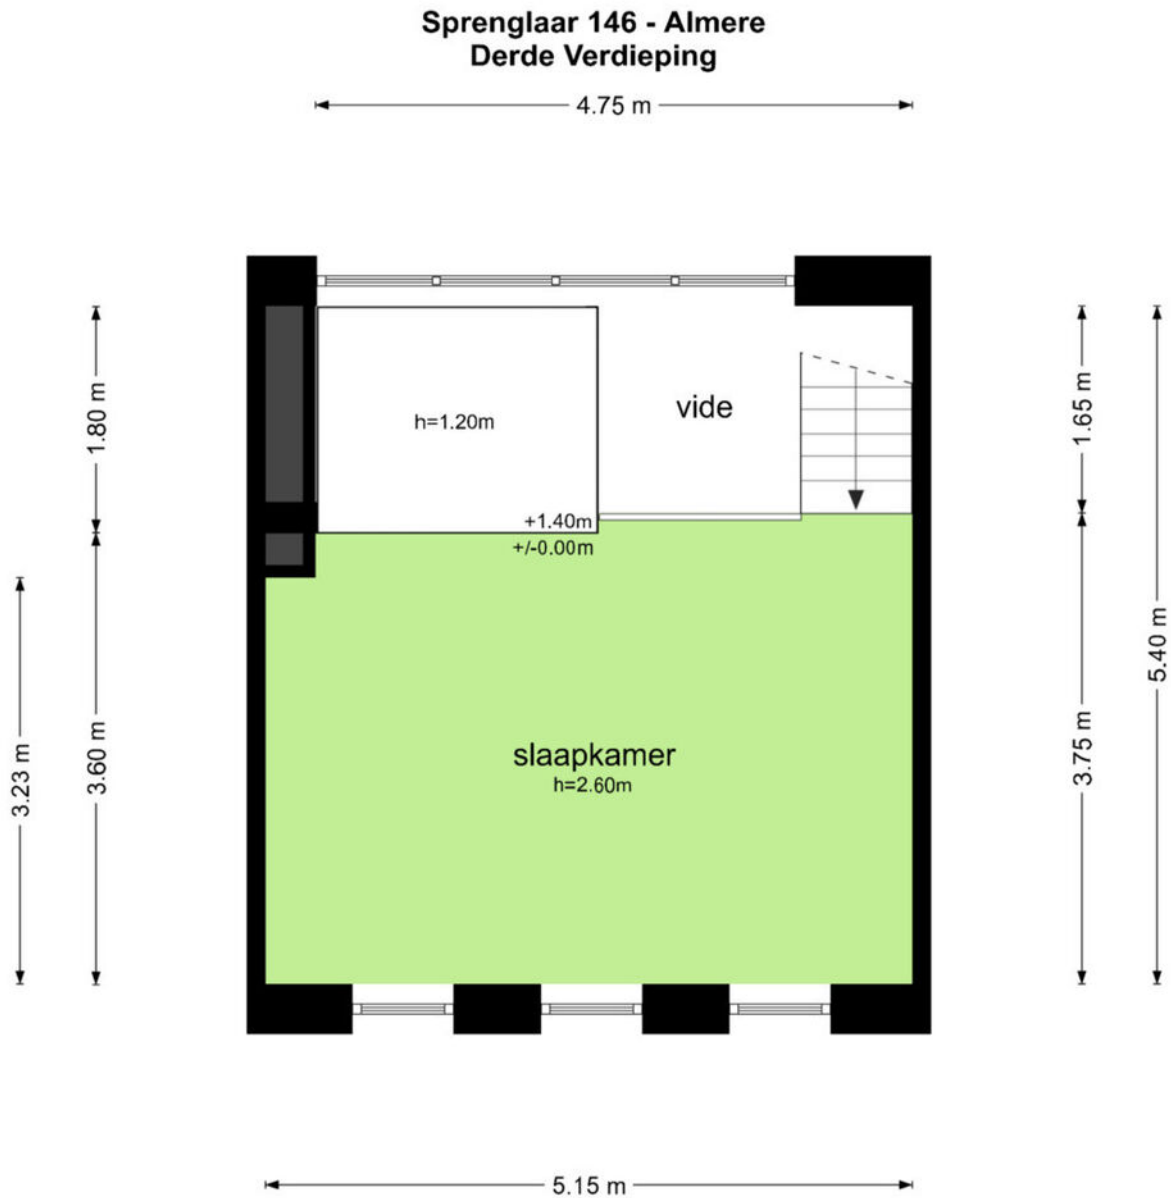 Sprenglaar 146 - Almere
Derde Verdieping
4.75 m
1.80 m
1.65 m
h=1.20m
vide
+1.40m
+/-0.00m
5.40 m
3.23 m
3.60 m
slaapkamer
h=2.60m
3.75 m
5.15 m